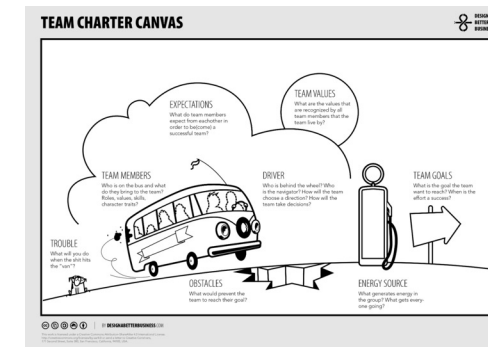 TEAM CHARTER CANVAS
DESIGN
BETTER
BUSINE
EXPECTATIONS
What do team members
expect from eachother in
order to be(come) a
successful team?
TEAM VALUES
What are the values that
are recognized by all
team members that the
team live by?
TEAM MEMBERS
Who is on the bus and what
do they bring to the team?
Roles, values, skills,
character traits?
DRIVER
Who is behind the wheel? Who
is the navigator? How will the team
choose a direction? How will the
team take decisions?
TEAM GOALS
What is the goal the team
want to reach? When is the
effort a success?
TROUBLE
What will you do
when the shit hits
the "van"?
OBSTACLES
What would prevent the
team to reach their goal?
ENERGY SOURCE
What generates energy in
the group? What gets every-
one going?
BY DESIGNABETTERBUSINESS.COM